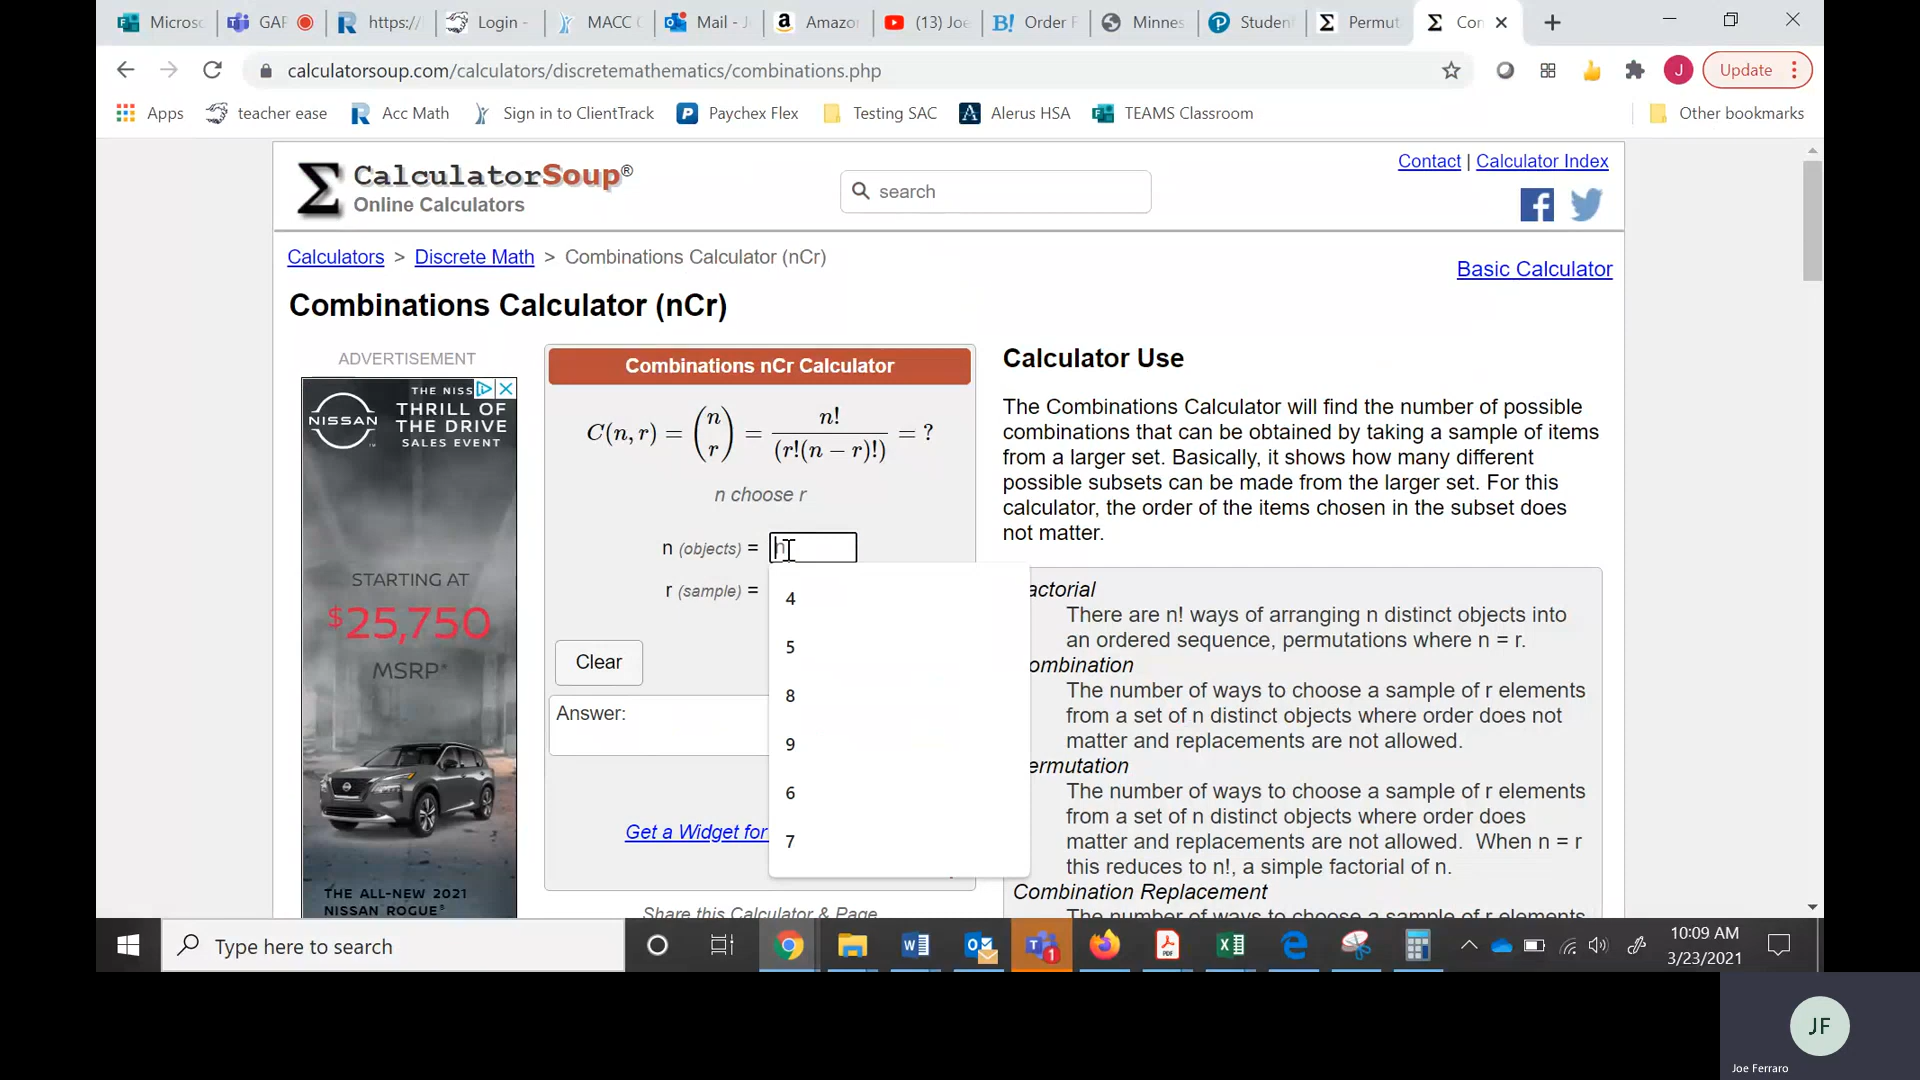 Microsc
GAF
https:/
Login -
MACC C
Mail - J
Amazo
(13) Joe
B! Order F
Minnes
Studen
Permut
Con
calculatorsoup.com/calculators/discretemathematics/combinations.php
J
Update
Apps
teacher ease
Acc Math
Sign in to ClientTrack
Paychex Flex
Testing SAC
Alerus HSA
TEAMS Classroom
Other bookmarks
CalculatorSoup®
Online Calculators
search
Contact | Calculator Index
Calculators > Discrete Math > Combinations Calculator (nCr)
Basic Calculator
Combinations Calculator (nCr)
ADVERTISEMENT
THE NISS
THRILL OF
THE DRIVE
SALES EVENT
NISSAN
STARTING AT
$25,750
MSRP*
THE ALL-NEW 2021
NISSAN ROGUE®
Combinations nCr Calculator
C(n, r) = (n r) = n! / (r!(n − r)!) = ?
n choose r
n (objects) = n
r (sample) =
4
5
8
9
6
7
Clear
Answer:
Get a Widget for
Share this Calculator & Page
Calculator Use
The Combinations Calculator will find the number of possible
combinations that can be obtained by taking a sample of items
from a larger set. Basically, it shows how many different
possible subsets can be made from the larger set. For this
calculator, the order of the items chosen in the subset does
not matter.
actorial
There are n! ways of arranging n distinct objects into
an ordered sequence, permutations where n = r.
ombination
The number of ways to choose a sample of r elements
from a set of n distinct objects where order does not
matter and replacements are not allowed.
ermutation
The number of ways to choose a sample of r elements
from a set of n distinct objects where order does
matter and replacements are not allowed. When n = r
this reduces to n!, a simple factorial of n.
Combination Replacement
The number of ways to choose a sample of r elements
Type here to search
1
10:09 AM
3/23/2021
JF
Joe Ferraro